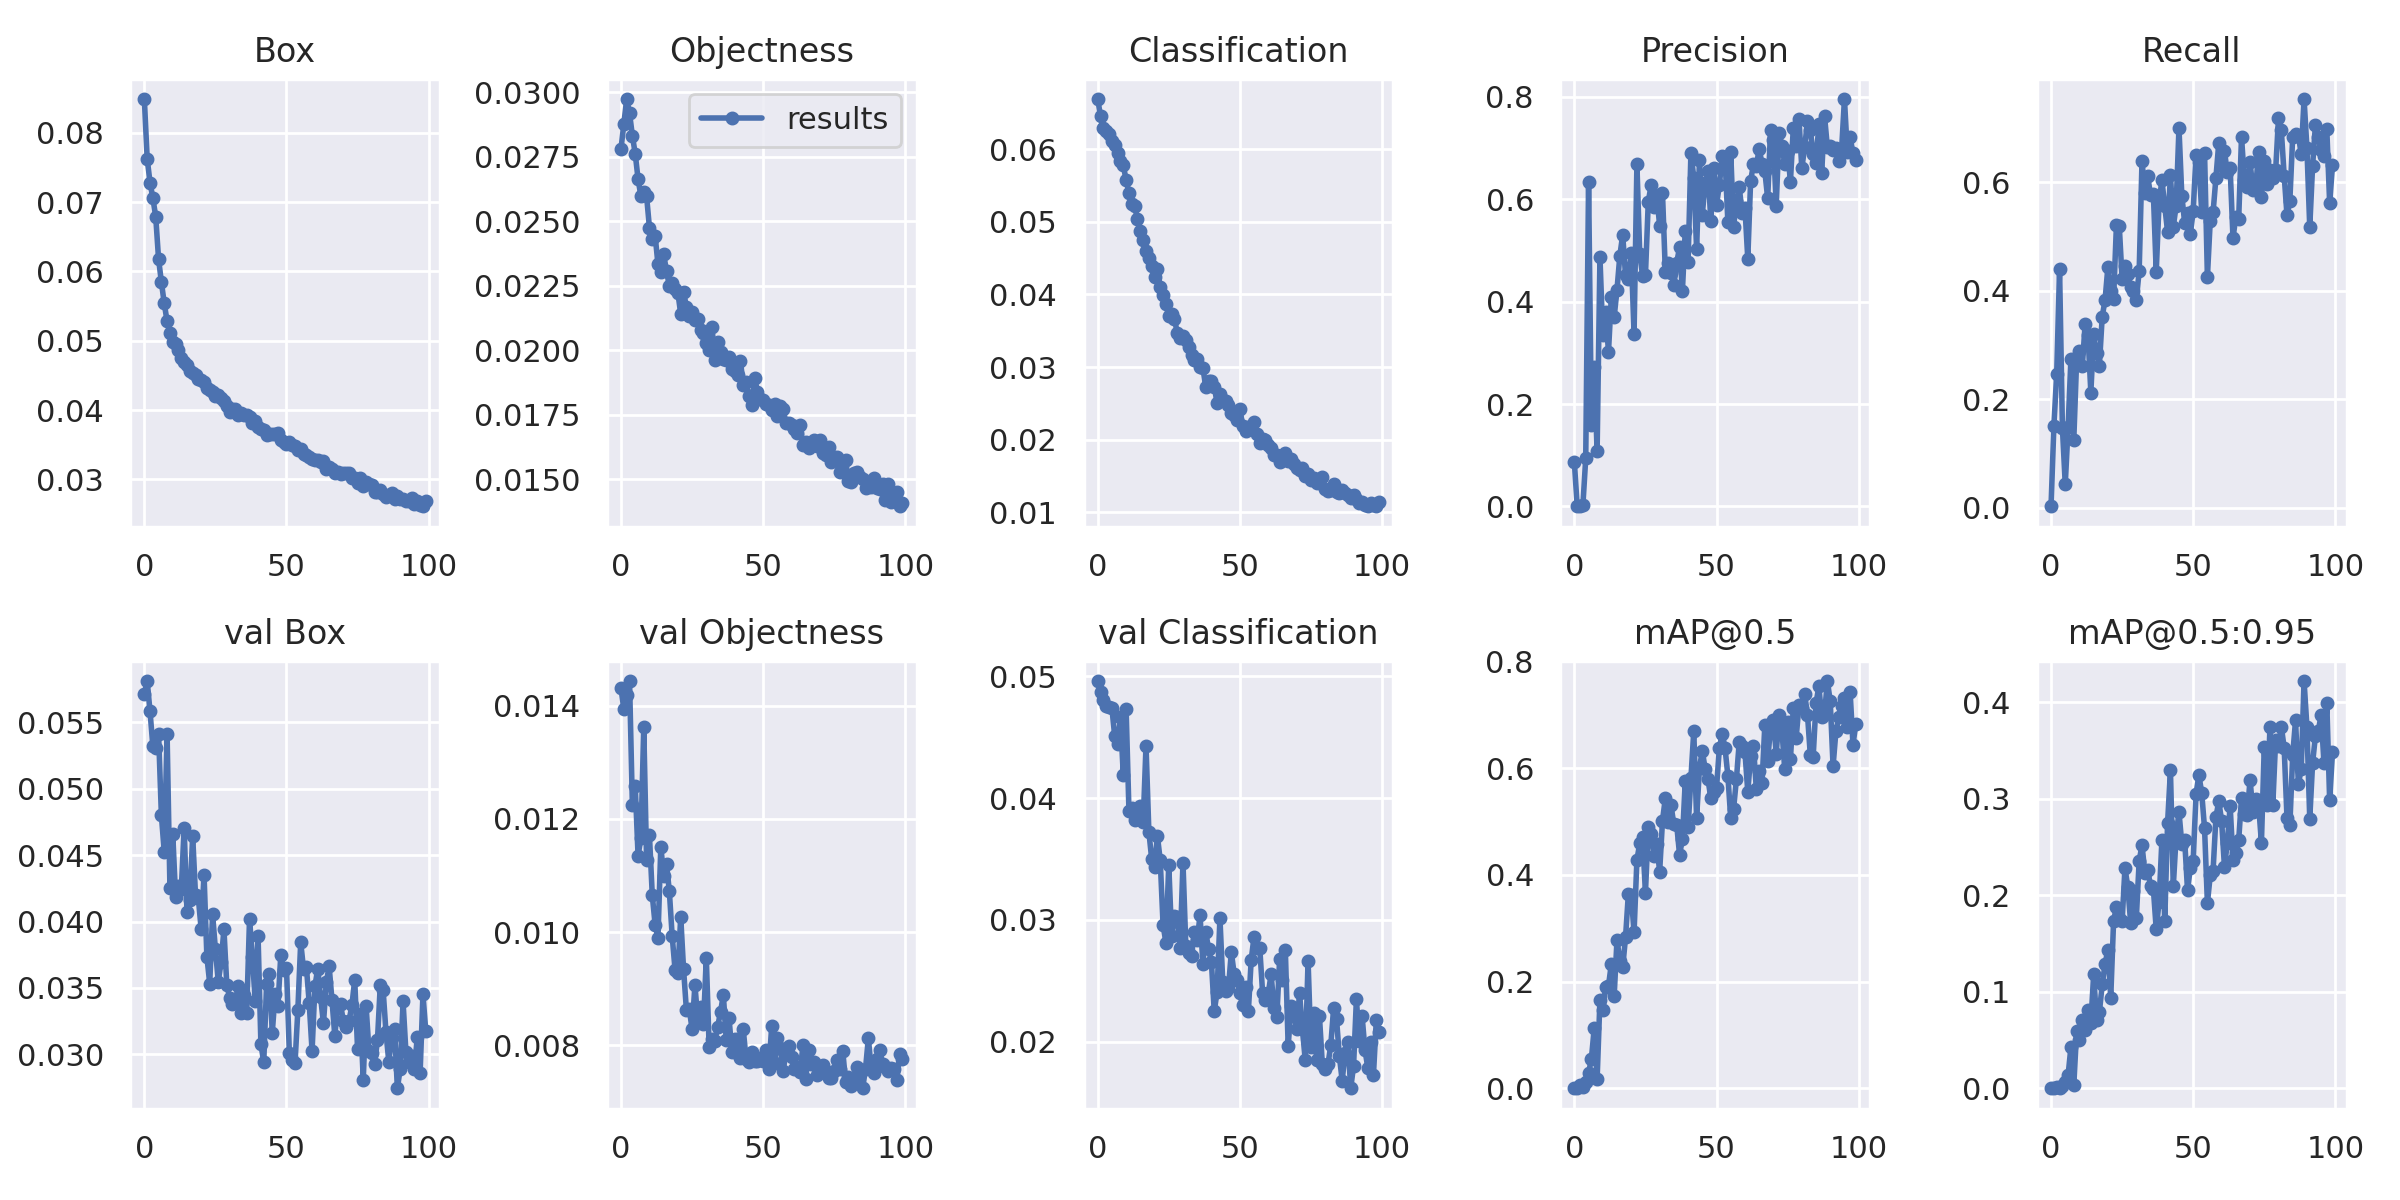 Box
0.08
0.07
0.06
0.05
0.04
0.03
0 50 100
Objectness
results
0.0300
0.0275
0.0250
0.0225
0.0200
0.0175
0.0150
0 50 100
Classification
0.06
0.05
0.04
0.03
0.02
0.01
0 50 100
Precision
0.8
0.6
0.4
0.2
0.0
0 50 100
Recall
0.6
0.4
0.2
0.0
0 50 100
val Box
0.055
0.050
0.045
0.040
0.035
0.030
0 50 100
val Objectness
0.014
0.012
0.010
0.008
0 50 100
val Classification
0.05
0.04
0.03
0.02
0 50 100
mAP@0.5
0.8
0.6
0.4
0.2
0.0
0 50 100
mAP@0.5:0.95
0.4
0.3
0.2
0.1
0.0
0 50 100